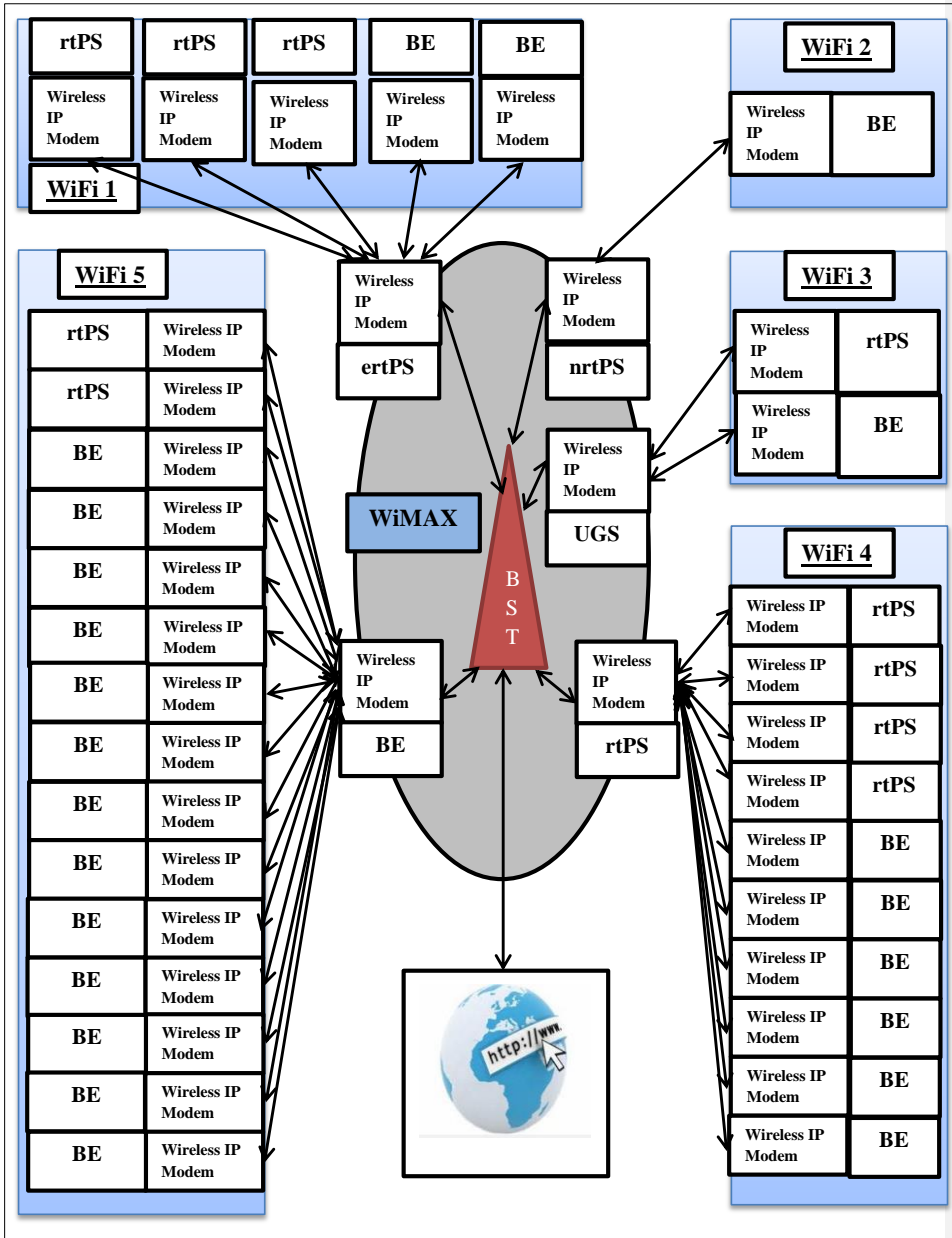 rtPS rtPS rtPS BE BE
Wireless IP Modem
Wireless IP Modem
Wireless IP Modem
Wireless IP Modem
Wireless IP Modem
WiFi 1
WiFi 2
Wireless IP Modem
BE
WiFi 5
rtPS
Wireless IP Modem
rtPS
Wireless IP Modem
BE
Wireless IP Modem
BE
Wireless IP Modem
BE
Wireless IP Modem
BE
Wireless IP Modem
BE
Wireless IP Modem
BE
Wireless IP Modem
BE
Wireless IP Modem
BE
Wireless IP Modem
BE
Wireless IP Modem
BE
Wireless IP Modem
BE
Wireless IP Modem
BE
Wireless IP Modem
BE
Wireless IP Modem
Wireless
IP
Modem
ertPS
Wireless
IP
Modem
nrtPS
Wireless
IP
Modem
UGS
WiMAX
B
S
T
Wireless
IP
Modem
BE
Wireless
IP
Modem
rtPS
http://www.
WiFi 3
Wireless
IP
Modem
rtPS
Wireless
IP
Modem
BE
WiFi 4
Wireless IP Modem
rtPS
Wireless IP Modem
rtPS
Wireless IP Modem
rtPS
Wireless IP Modem
rtPS
Wireless IP Modem
BE
Wireless IP Modem
BE
Wireless IP Modem
BE
Wireless IP Modem
BE
Wireless IP Modem
BE
Wireless IP Modem
BE